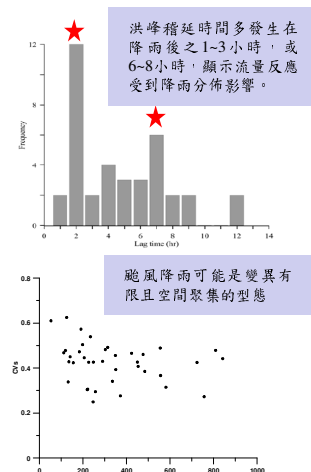 洪峰稽延時間多發生在
降雨後之1~3小時，或
6~8小時，顯示流量反應
受到降雨分佈影響。
12
8
4
0
Frequency
0 2 4 6 8 10 12 14
Lag time (hr)
颱風降雨可能是變異有
限且空間聚集的型態
0.8
0.6
0.4
0.2
0
CVs
0 200 400 600 800 1000